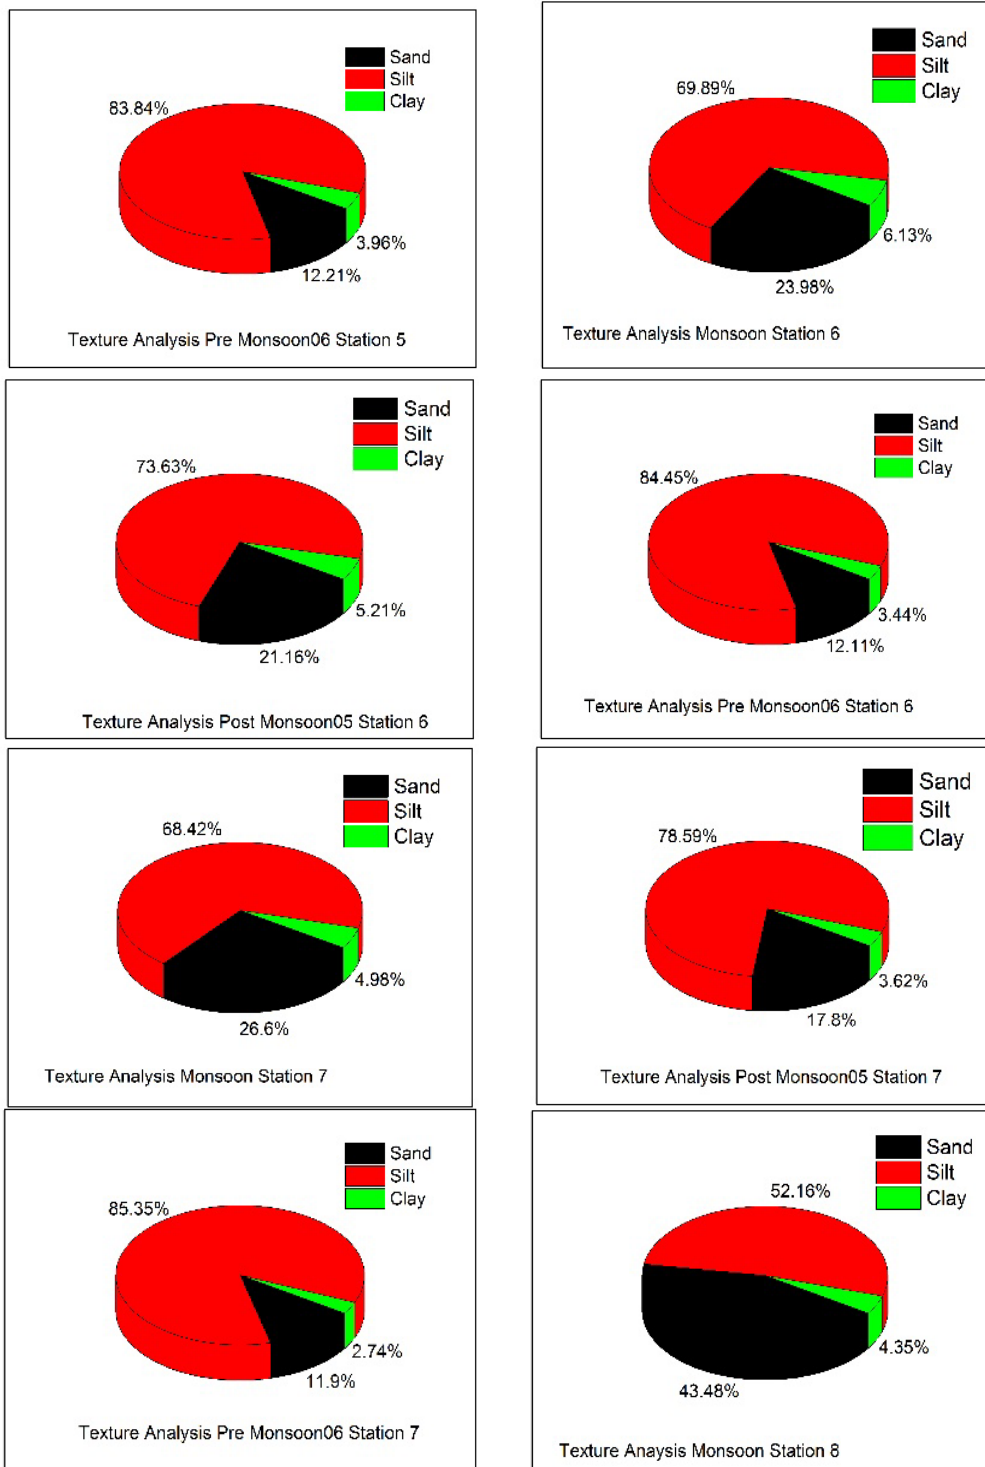 Sand
Silt
Clay
83.84%
3.96%
12.21%
Texture Analysis Pre Monsoon06 Station 5
Sand
Silt
Clay
69.89%
6.13%
23.98%
Texture Analysis Monsoon Station 6
Sand
Silt
Clay
73.63%
5.21%
21.16%
Texture Analysis Post Monsoon05 Station 6
Sand
Silt
Clay
84.45%
3.44%
12.11%
Texture Analysis Pre Monsoon06 Station 6
Sand
Silt
Clay
68.42%
4.98%
26.6%
Texture Analysis Monsoon Station 7
Sand
Silt
Clay
78.59%
3.62%
17.8%
Texture Analysis Post Monsoon05 Station 7
Sand
Silt
Clay
85.35%
2.74%
11.9%
Texture Analysis Pre Monsoon06 Station 7
Sand
Silt
Clay
52.16%
4.35%
43.48%
Texture Anaysis Monsoon Station 8